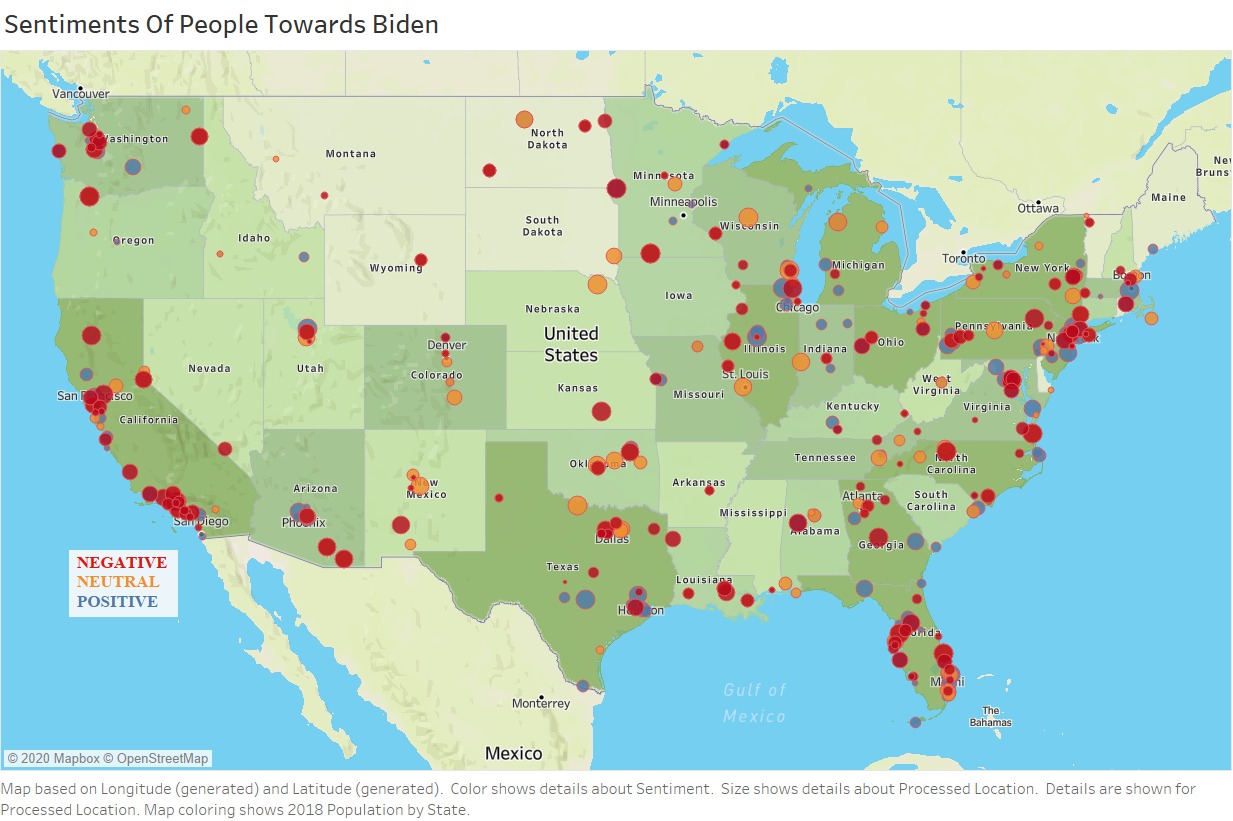 Sentiments Of People Towards Biden
Vancouver
Washington
Montana
North
Dakota
Minnesota
Minneapolis
Ottawa
Maine
New
Brunsw
Oregon
Idaho
Wyoming
South
Dakota
Wisconsin
Michigan
Toronto
New York
Boston
Nebraska
Iowa
Chicago
United
States
Nevada
Utah
Denver
Colorado
Kansas
Missouri
St. Louis
Illinois
Indiana
Ohio
Pennsylvania
West
Virginia
Virginia
Kentucky
San Francisco
California
Arizona
Phoenix
San Diego
New
Mexico
Oklahoma
Arkansas
Tennessee
North
Carolina
South
Carolina
Atlanta
Georgia
Mississippi
Alabama
Dallas
Texas
Louisiana
Houston
Florida
Miami
NEGATIVE
NEUTRAL
POSITIVE
Gulf of
Mexico
The
Bahamas
Monterrey
Mexico
© 2020 Mapbox © OpenStreetMap
Map based on Longitude (generated) and Latitude (generated).  Color shows details about Sentiment.  Size shows details about Processed Location.  Details are shown for
Processed Location. Map coloring shows 2018 Population by State.